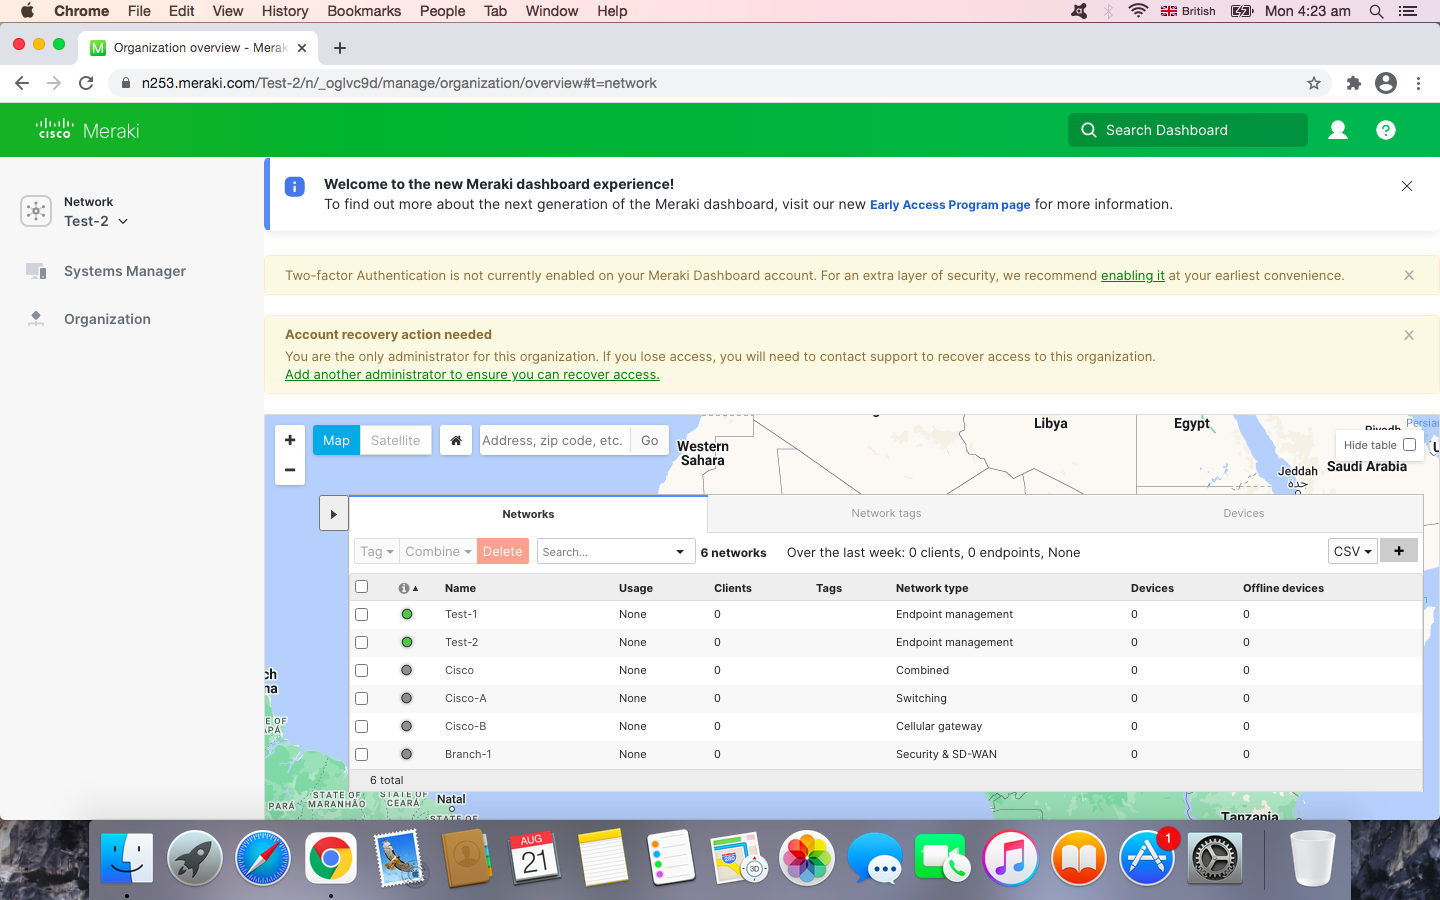 Chrome File Edit View History Bookmarks People Tab Window Help British Mon 4:23 am
Organization overview - Merak
n253.meraki.com/Test-2/n/_oglvc9d/manage/organization/overview#t=network
cisco Meraki Search Dashboard
Network
Test-2
Systems Manager
Organization
Welcome to the new Meraki dashboard experience!
To find out more about the next generation of the Meraki dashboard, visit our new Early Access Program page for more information.
Two-factor Authentication is not currently enabled on your Meraki Dashboard account. For an extra layer of security, we recommend enabling it at your earliest convenience.
Account recovery action needed
You are the only administrator for this organization. If you lose access, you will need to contact support to recover access to this organization.
Add another administrator to ensure you can recover access.
Map Satellite Address, zip code, etc. Go
Hide table
Western
Sahara
Libya
Egypt
Persian
Riyadh
Jeddah
جدة
Saudi Arabia
Networks Network tags Devices
Tag Combine Delete Search... 6 networks Over the last week: 0 clients, 0 endpoints, None CSV +
Name Usage Clients Tags Network type Devices Offline devices
Test-1 None 0 Endpoint management 0 0
Test-2 None 0 Endpoint management 0 0
Cisco None 0 Combined 0 0
Cisco-A None 0 Switching 0 0
Cisco-B None 0 Cellular gateway 0 0
Branch-1 None 0 Security & SD-WAN 0 0
6 total
ch
na
E OF
APÁ
PARÁ
STATE OF
MARANHÃO
STATE OF
CEARÁ
Natal
STATE OF
Tanzania
AUG
21
280
3D
1